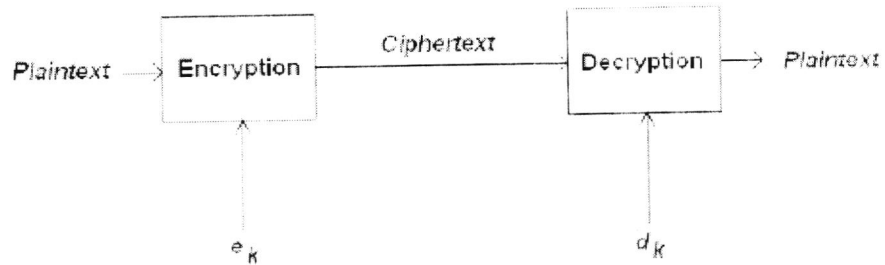 Ciphertext
Plaintext Encryption Decryption Plaintext
e_k d_k